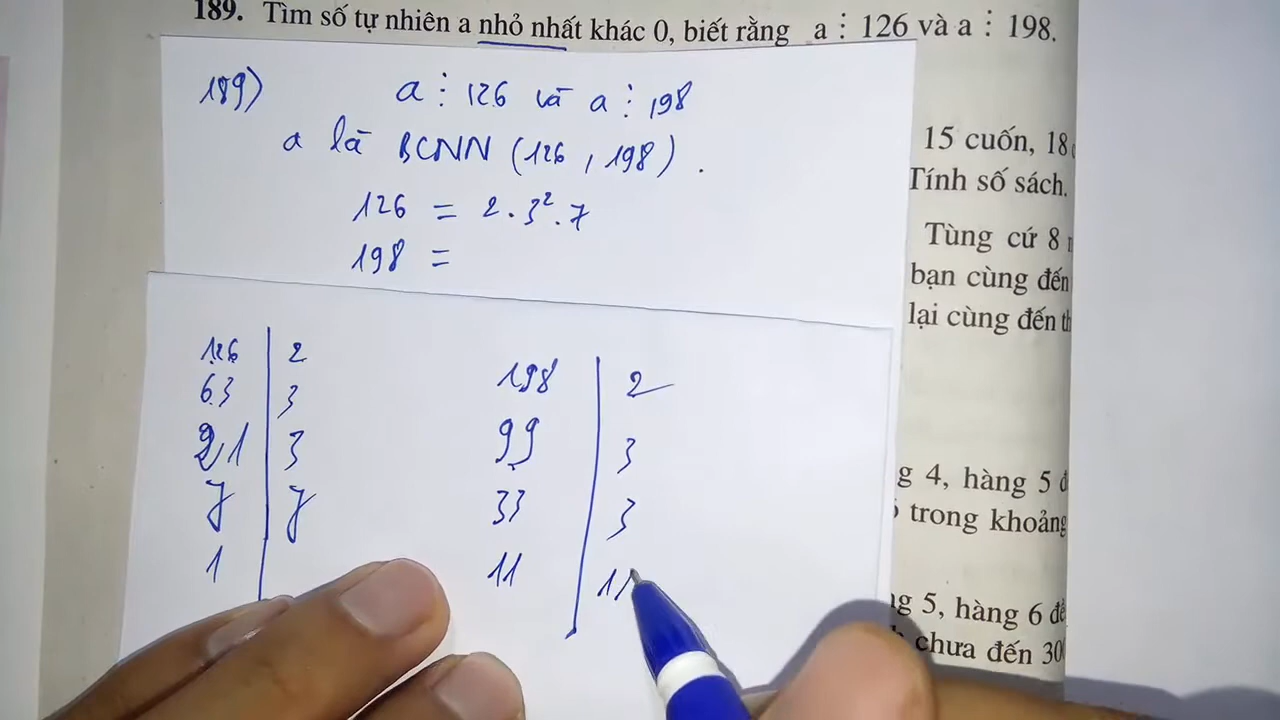 189. Tìm số tự nhiên a nhỏ nhất khác 0, biết rằng a ⋮ 126 và a ⋮ 198.
189) a ⋮ 126 và a ⋮ 198
a là BCNN (126, 198).
126 = 2.3².7
198 =
15 cuốn, 18
Tính số sách.
Tùng cứ 8
bạn cùng đến
lại cùng đến
126 | 2
63 | 3
21 | 3
7 | 7
1
198 | 2
99 | 3
33 | 3
11 | 11
g 4, hàng 5
trong khoảng
ng 5, hàng 6
chưa đến 30